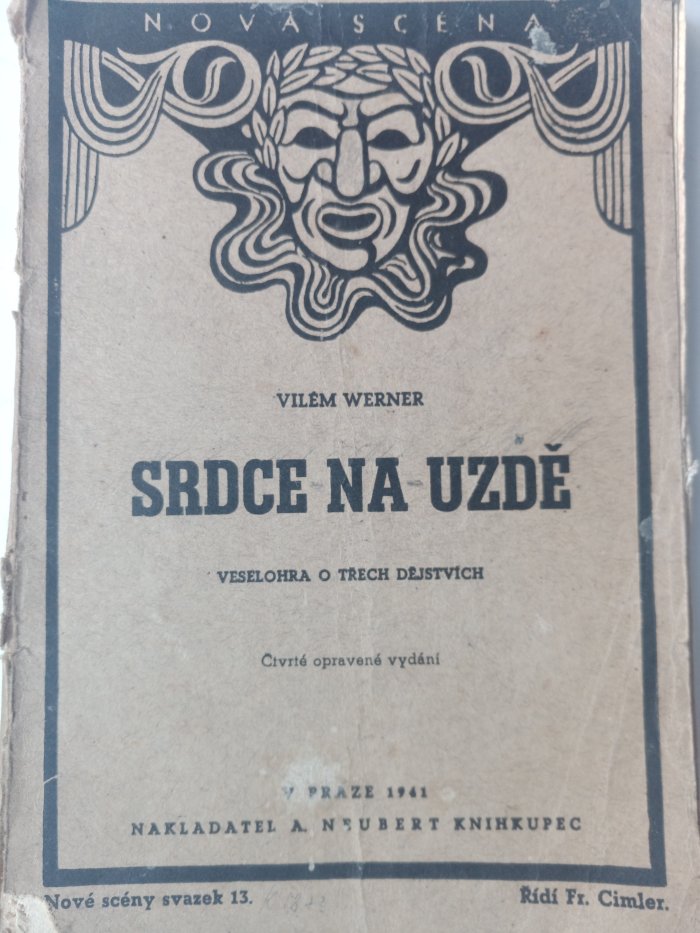 NOVÁ SCÉNA
VILÉM WERNER
SRDCE NA UZDĚ
VESELOHRA O TŘECH DĚJSTVÍCH
Čtvrté opravené vydání
V PRAZE 1941
NAKLADATEL A. NEUBERT KNIHKUPEC
Nové scény svazek 13.
Řídí Fr. Cimler.